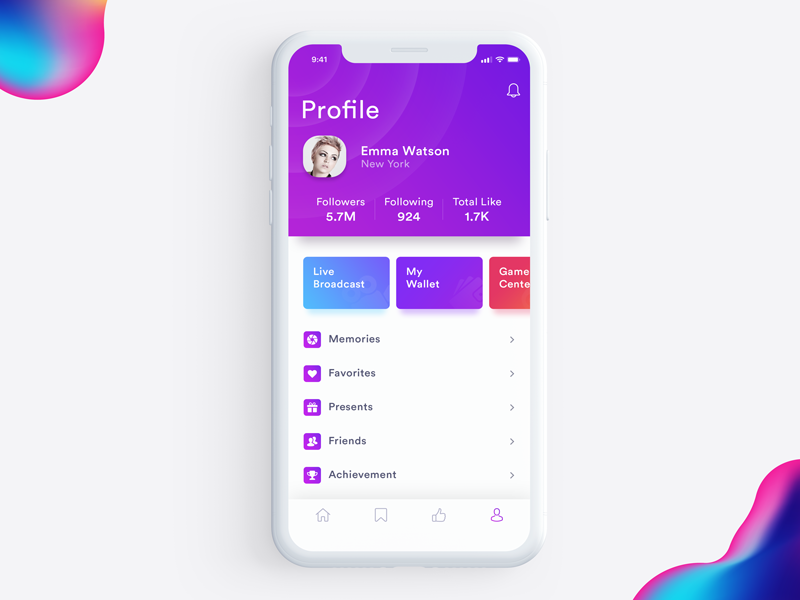 9:41
Profile
Emma Watson
New York
Followers Following Total Like
5.7M 924 1.7K
Live My Game
Broadcast Wallet Cente
Memories
Favorites
Presents
Friends
Achievement